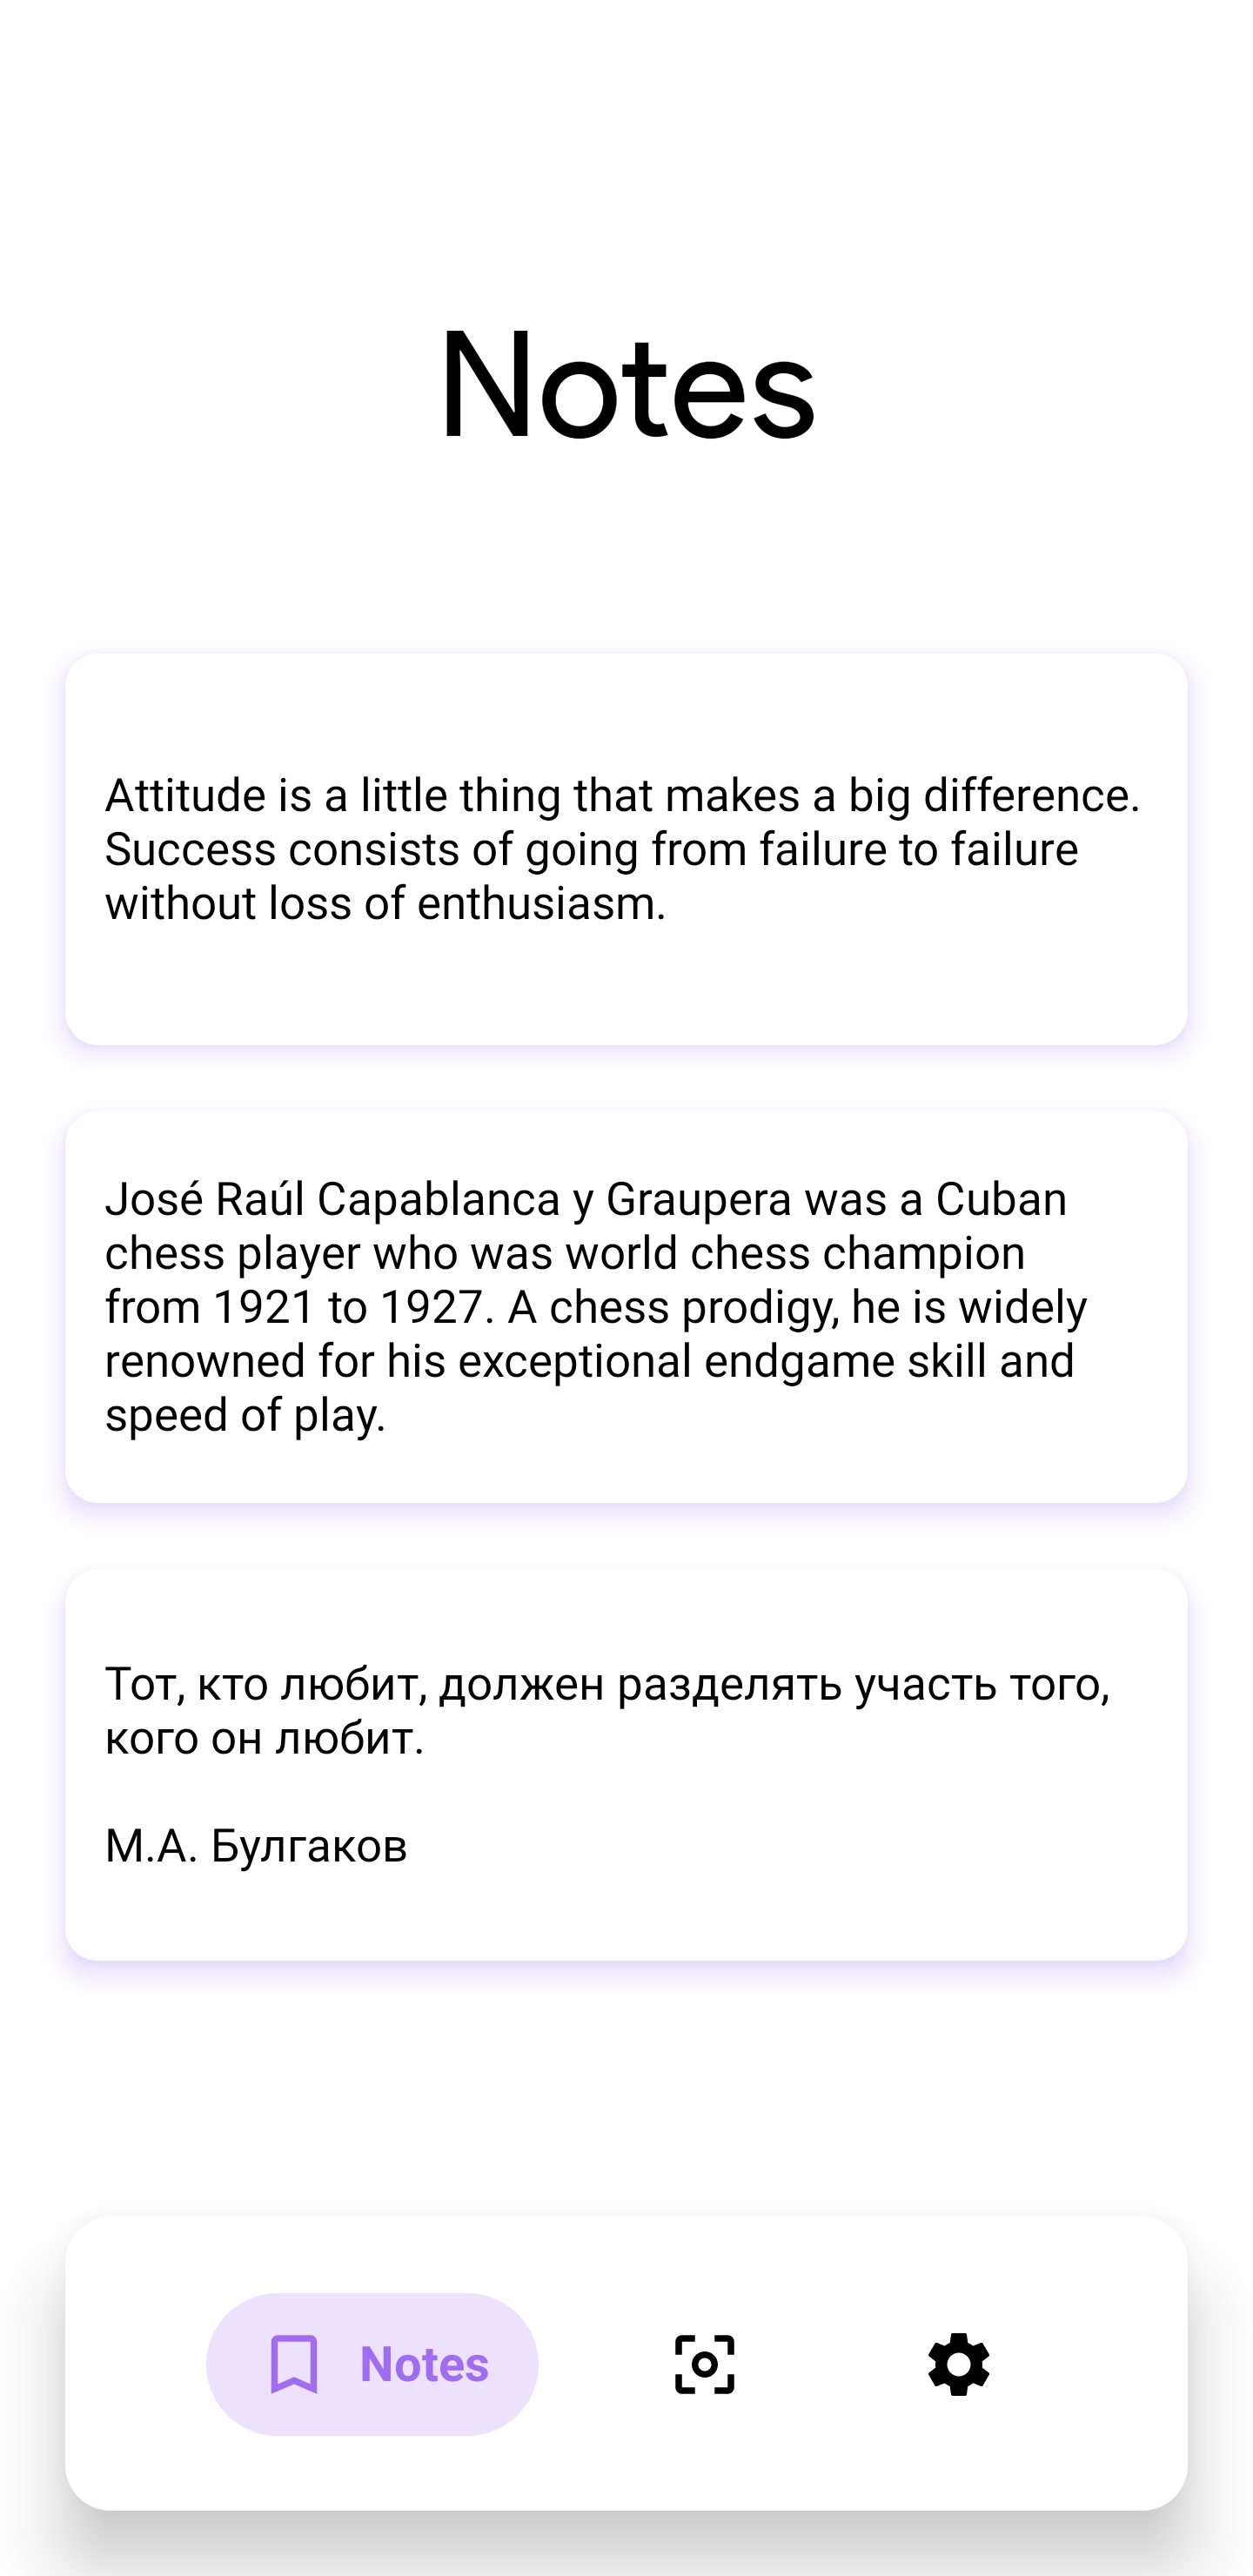 Notes
Attitude is a little thing that makes a big difference.
Success consists of going from failure to failure
without loss of enthusiasm.
José Raúl Capablanca y Graupera was a Cuban
chess player who was world chess champion
from 1921 to 1927. A chess prodigy, he is widely
renowned for his exceptional endgame skill and
speed of play.
Тот, кто любит, должен разделять участь того,
кого он любит.
М.А. Булгаков
Notes